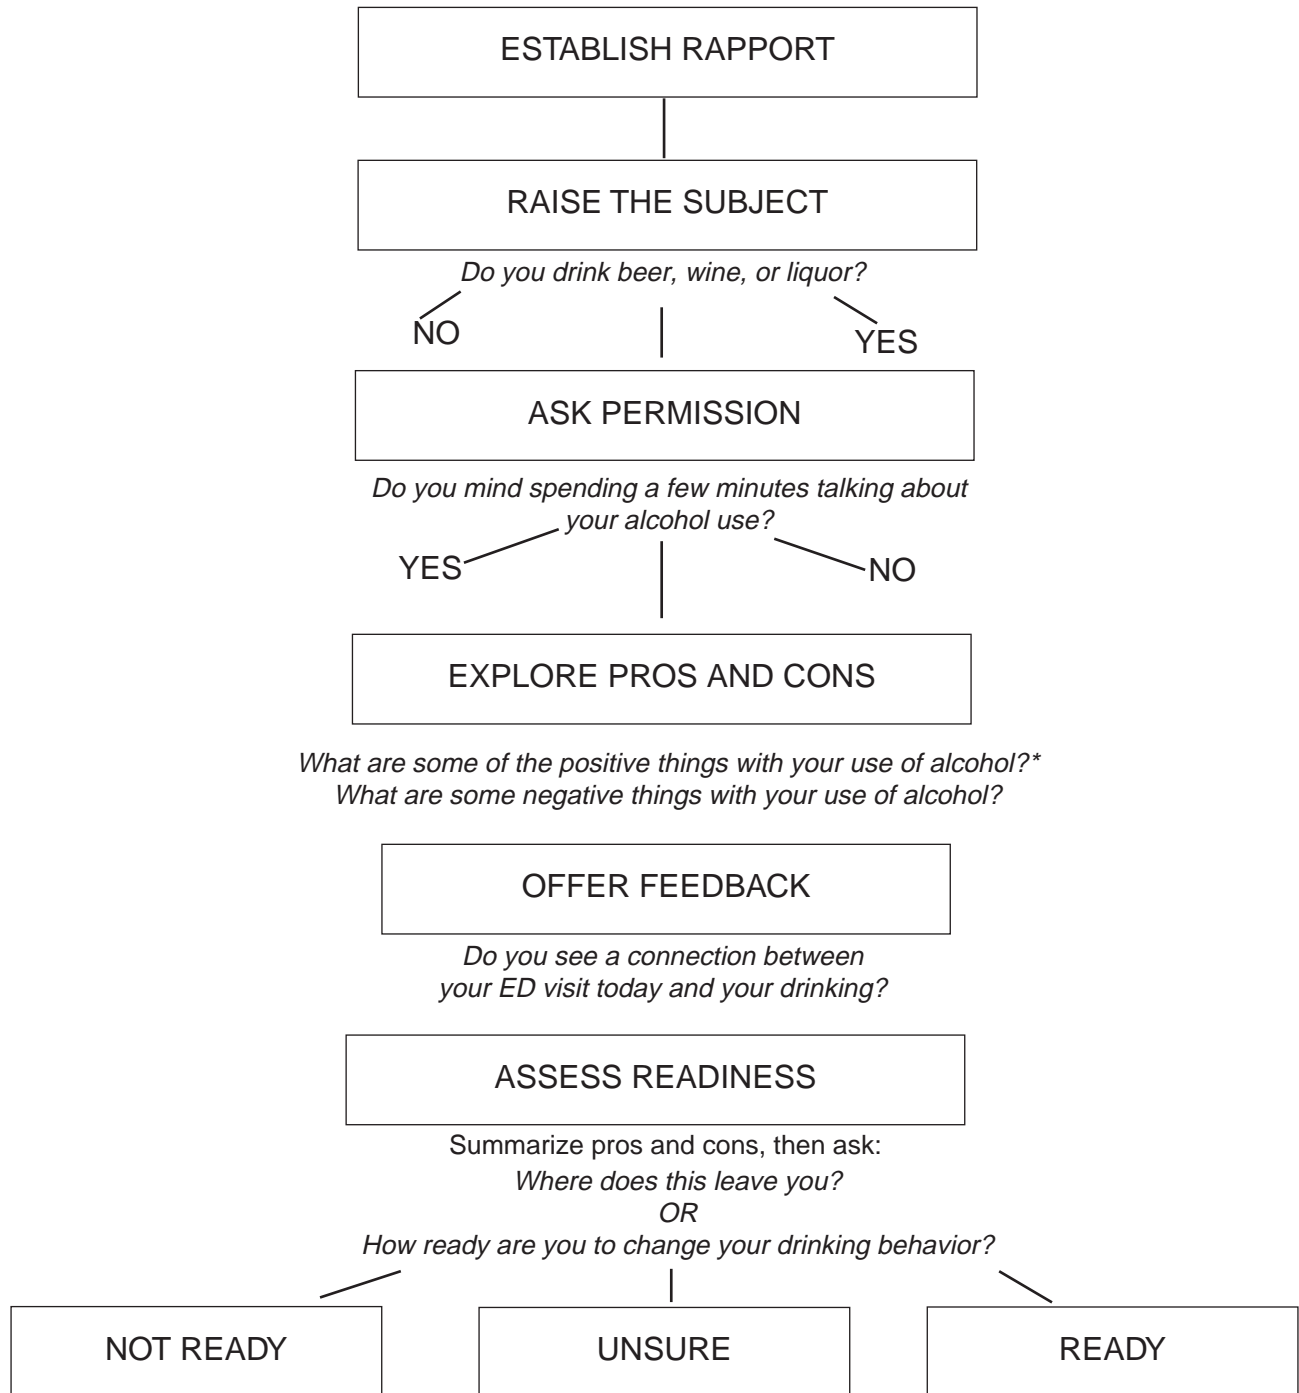 ESTABLISH RAPPORT
RAISE THE SUBJECT
Do you drink beer, wine, or liquor?
NO
YES
ASK PERMISSION
Do you mind spending a few minutes talking about
your alcohol use?
YES
NO
EXPLORE PROS AND CONS
What are some of the positive things with your use of alcohol?*
What are some negative things with your use of alcohol?
OFFER FEEDBACK
Do you see a connection between
your ED visit today and your drinking?
ASSESS READINESS
Summarize pros and cons, then ask:
Where does this leave you?
OR
How ready are you to change your drinking behavior?
NOT READY
UNSURE
READY